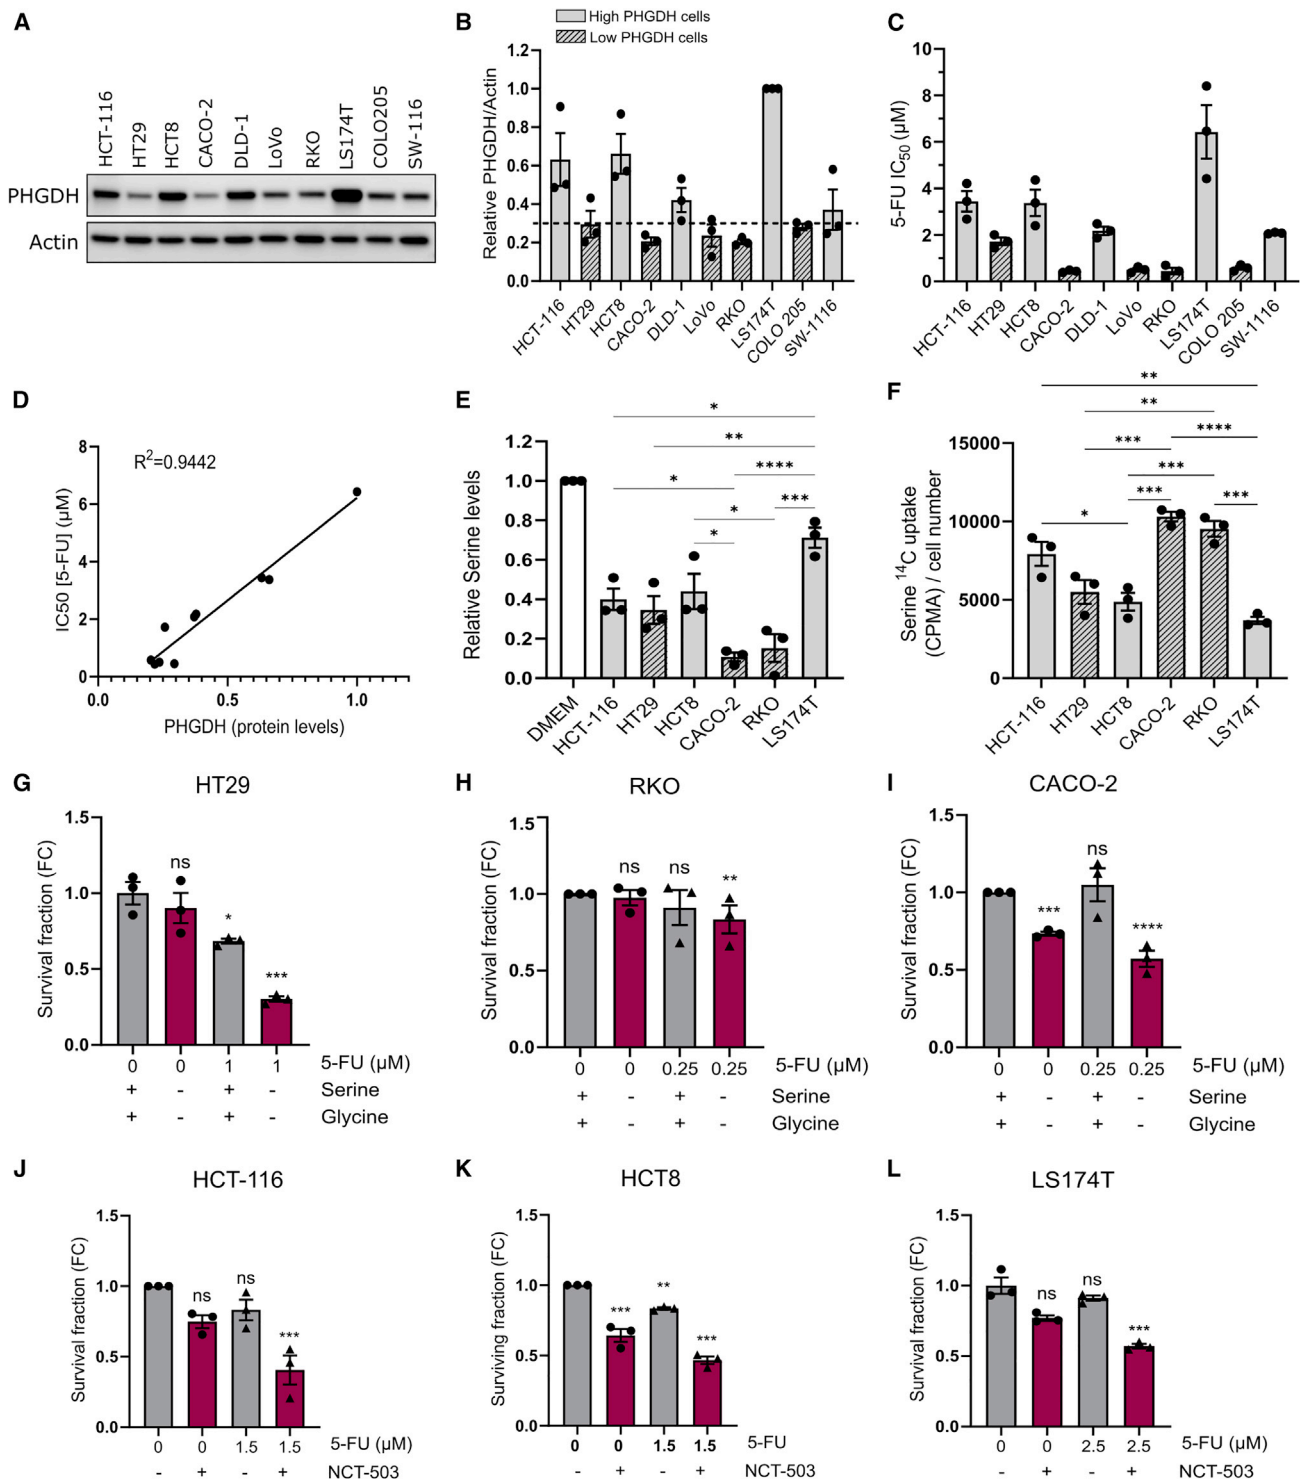 A
HCT-116
HT29
HCT8
CACO-2
DLD-1
LoVo
RKO
LS174T
COLO205
SW-116
PHGDH
Actin
B
High PHGDH cells
Low PHGDH cells
Relative PHGDH/Actin
1.2
1.0
0.8
0.6
0.4
0.2
0.0
HCT-116
HT29
HCT8
CACO-2
DLD-1
LoVo
RKO
LS174T
COLO 205
SW-1116
C
5-FU IC50 (µM)
10
8
6
4
2
0
HCT-116
HT29
HCT8
CACO-2
DLD-1
LoVo
RKO
LS174T
COLO 205
SW-1116
D
R2=0.9442
IC50 [5-FU] (µM)
8
6
4
2
0
0.0 0.5 1.0
PHGDH (protein levels)
E
* 
**
* ****
* ***
*
Relative Serine levels
1.2
1.0
0.8
0.6
0.4
0.2
0.0
DMEM
HCT-116
HT29
HCT8
CACO-2
RKO
LS174T
F
**
**
*** ****
***
*** ***
*
Serine 14C uptake
(CPMA) / cell number
15000
10000
5000
0
HCT-116
HT29
HCT8
CACO-2
RKO
LS174T
G
HT29
Survival fraction (FC)
1.5
1.0
0.5
0.0
ns * ***
0 0 1 1 5-FU (µM)
+ - + - Serine
+ - + - Glycine
H
RKO
Survival fraction (FC)
1.5
1.0
0.5
0.0
ns ns **
0 0 0.25 0.25 5-FU (µM)
+ - + - Serine
+ - + - Glycine
I
CACO-2
Survival fraction (FC)
1.5
1.0
0.5
0.0
*** ns ****
0 0 0.25 0.25 5-FU (µM)
+ - + - Serine
+ - + - Glycine
J
HCT-116
Survival fraction (FC)
1.5
1.0
0.5
0.0
ns ns ***
0 0 1.5 1.5 5-FU (µM)
- + - + NCT-503
K
HCT8
Surviving fraction (FC)
1.5
1.0
0.5
0.0
*** ** ***
0 0 1.5 1.5 5-FU
- + - + NCT-503
L
LS174T
Survival fraction (FC)
1.5
1.0
0.5
0.0
ns ns ***
0 0 2.5 2.5 5-FU (µM)
- + - + NCT-503